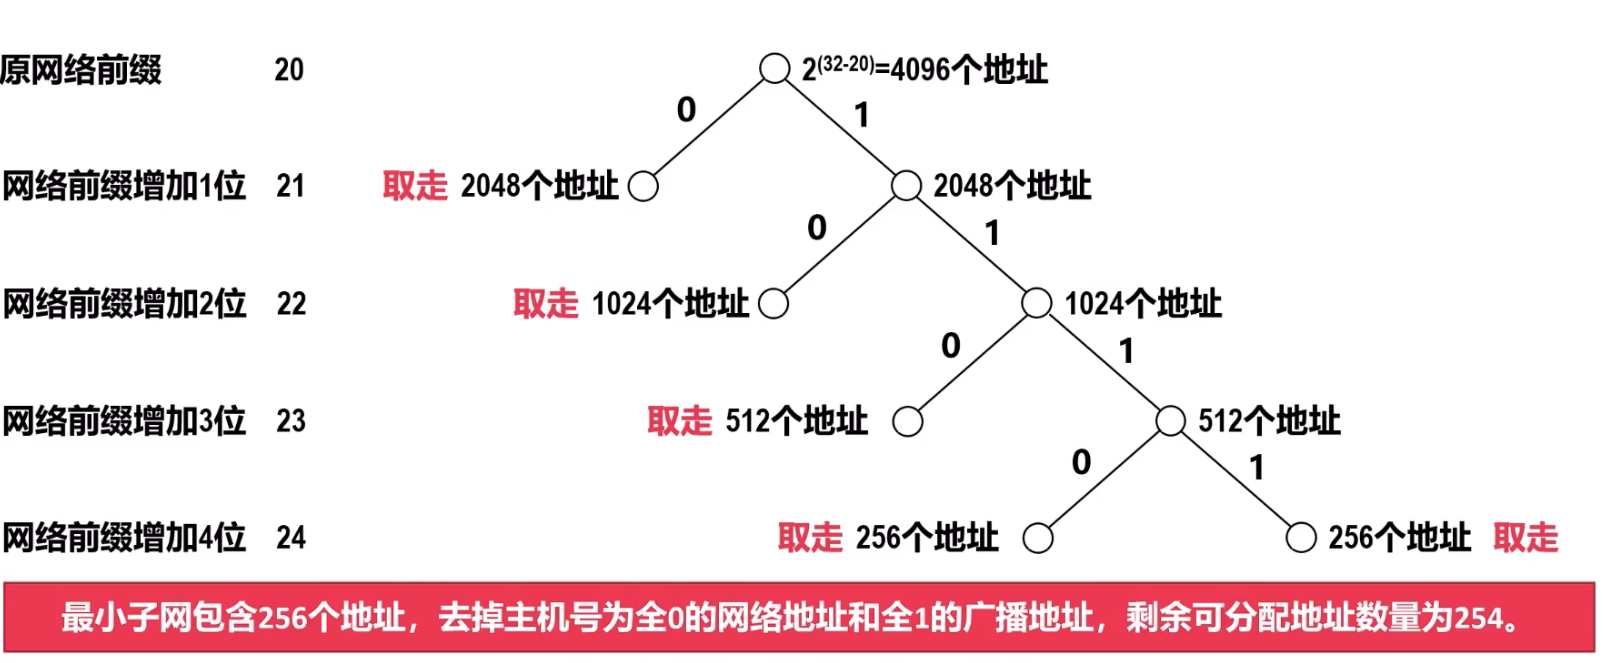 原网络前缀 20 2(32-20)=4096个地址
0 1
网络前缀增加1位 21 取走 2048个地址 2048个地址
0 1
网络前缀增加2位 22 取走 1024个地址 1024个地址
0 1
网络前缀增加3位 23 取走 512个地址 512个地址
0 1
网络前缀增加4位 24 取走 256个地址 256个地址 取走
最小子网包含256个地址，去掉主机号为全0的网络地址和全1的广播地址，剩余可分配地址数量为254。